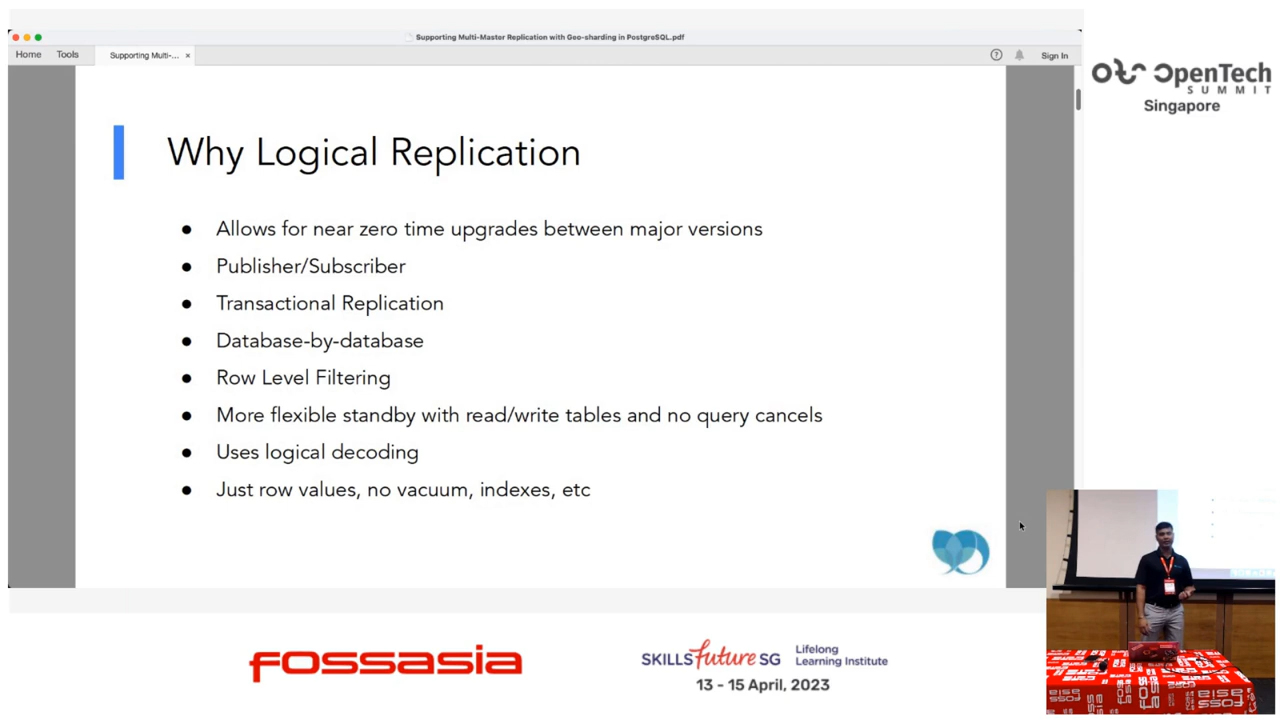 Supporting Multi-Master Replication with Geo-sharding in PostgreSQL.pdf
Home Tools Supporting Multi-... × ? Sign In
OpenTech
SUMMIT
Singapore
Why Logical Replication
● Allows for near zero time upgrades between major versions
● Publisher/Subscriber
● Transactional Replication
● Database-by-database
● Row Level Filtering
● More flexible standby with read/write tables and no query cancels
● Uses logical decoding
● Just row values, no vacuum, indexes, etc
fossasia
SKILLSfuture SG
Lifelong
Learning Institute
13 - 15 April, 2023